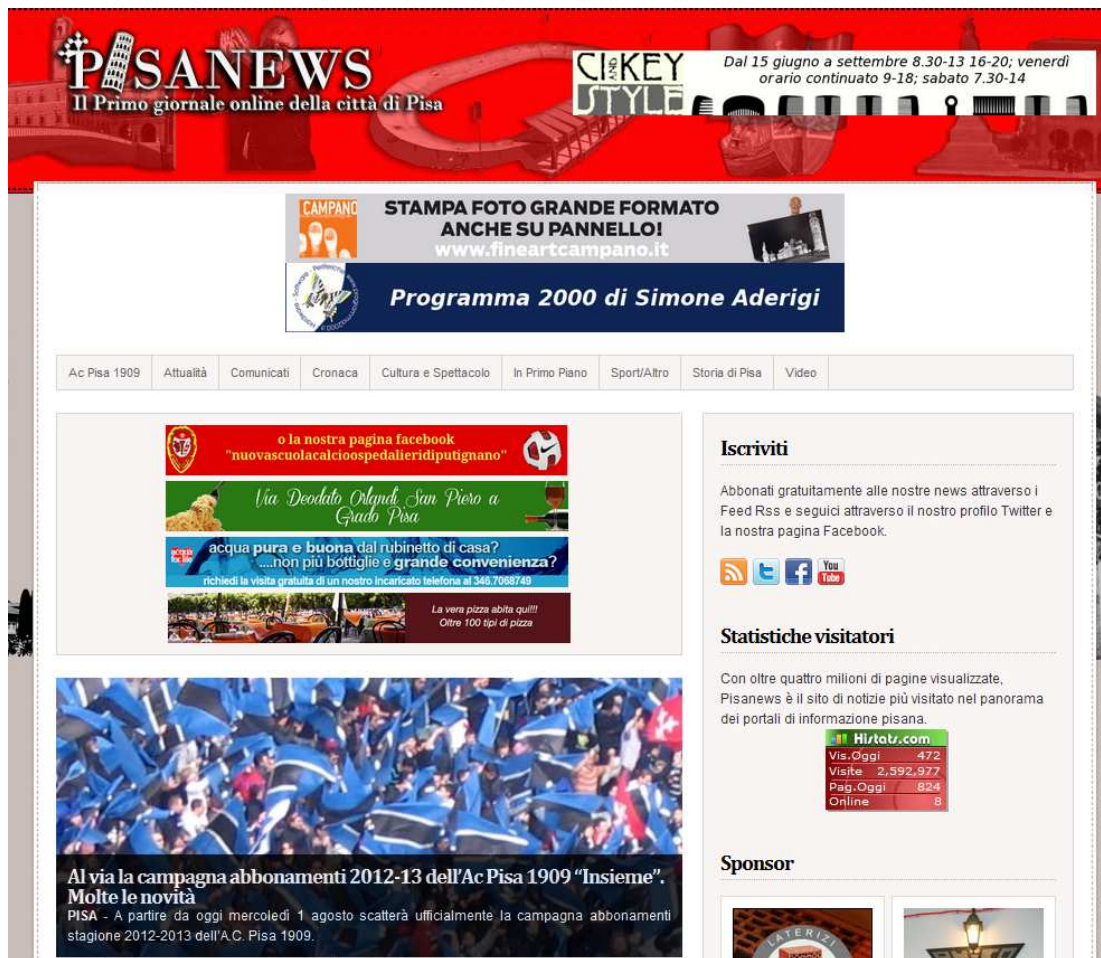 PISANEWS
Il Primo giornale online della città di Pisa
CI AND KEY
STYLE
Dal 15 giugno a settembre 8.30-13 16-20; venerdì
orario continuato 9-18; sabato 7.30-14
CAMPANO
STAMPA FOTO GRANDE FORMATO
ANCHE SU PANNELLO!
www.fineartcampano.it
Programma 2000 di Simone Aderigi
Ac Pisa 1909
Attualità
Comunicati
Cronaca
Cultura e Spettacolo
In Primo Piano
Sport/Altro
Storia di Pisa
Video
o la nostra pagina facebook
"nuovascuolacalcioospedalieridiputignano"
Via Deodato Orlandi San Piero a
Grado Pisa
acqua for life
acqua pura e buona dal rubinetto di casa?
....non più bottiglie e grande convenienza?
richiedi la visita gratuita di un nostro incaricato telefona al 346.7068749
La vera pizza abita qui!!!
Oltre 100 tipi di pizza
Al via la campagna abbonamenti 2012-13 dell'Ac Pisa 1909 “Insieme”.
Molte le novità
PISA - A partire da oggi mercoledì 1 agosto scatterà ufficialmente la campagna abbonamenti
stagione 2012-2013 dell'A.C. Pisa 1909.
Iscriviti
Abbonati gratuitamente alle nostre news attraverso i
Feed Rss e seguici attraverso il nostro profilo Twitter e
la nostra pagina Facebook.
You
Tube
Statistiche visitatori
Con oltre quattro milioni di pagine visualizzate,
Pisanews è il sito di notizie più visitato nel panorama
dei portali di informazione pisana.
Histats.com
Vis.Oggi 472
Visite 2,592,977
Pag.Oggi 824
Online 8
Sponsor
LATERIZI